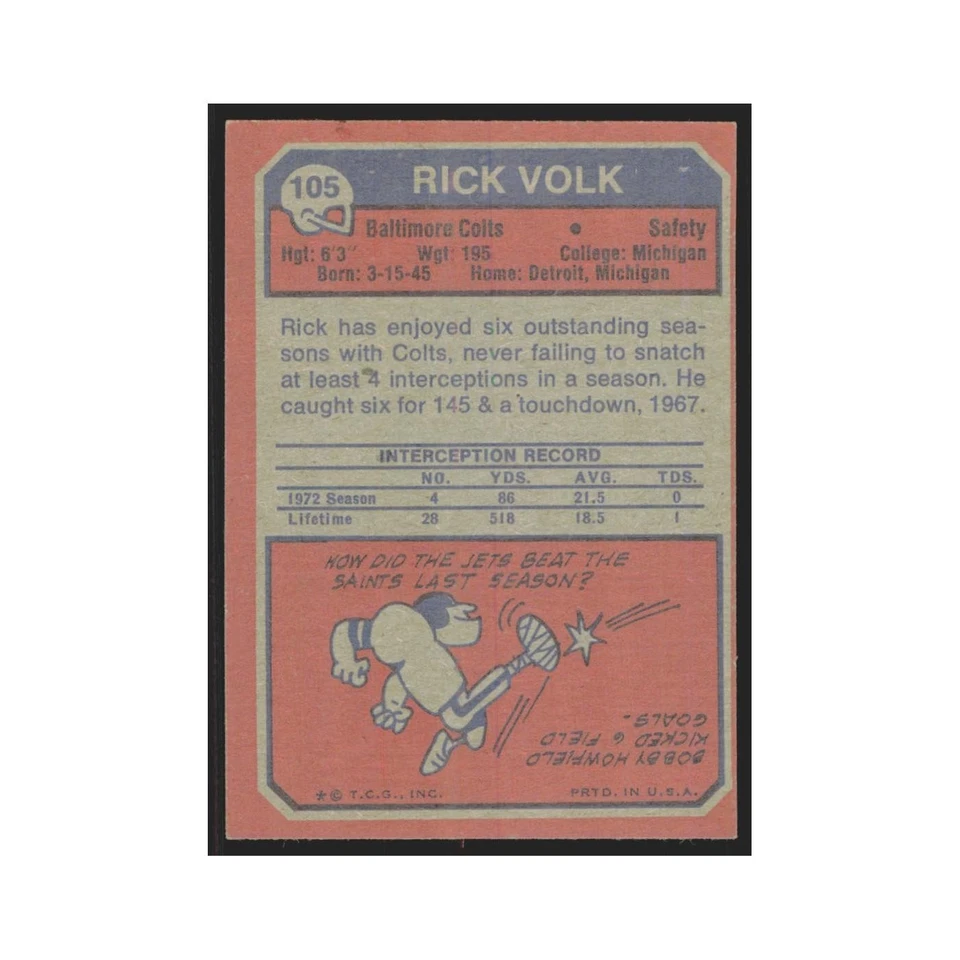 105
RICK VOLK
Baltimore Colts • Safety
Hgt: 6'3" Wgt: 195 College: Michigan
Born: 3-15-45 Home: Detroit, Michigan
Rick has enjoyed six outstanding sea-
sons with Colts, never failing to snatch
at least 4 interceptions in a season. He
caught six for 145 & a touchdown, 1967.
INTERCEPTION RECORD
NO. YDS. AVG. TDS.
1972 Season 4 86 21.5 0
Lifetime 28 518 18.5 1
HOW DID THE JETS BEAT THE
SAINTS LAST SEASON?
BOBBY HOWFIELD
KICKED 6 FIELD
GOALS.
*© T.C.G., INC. PRTD. IN U.S.A.